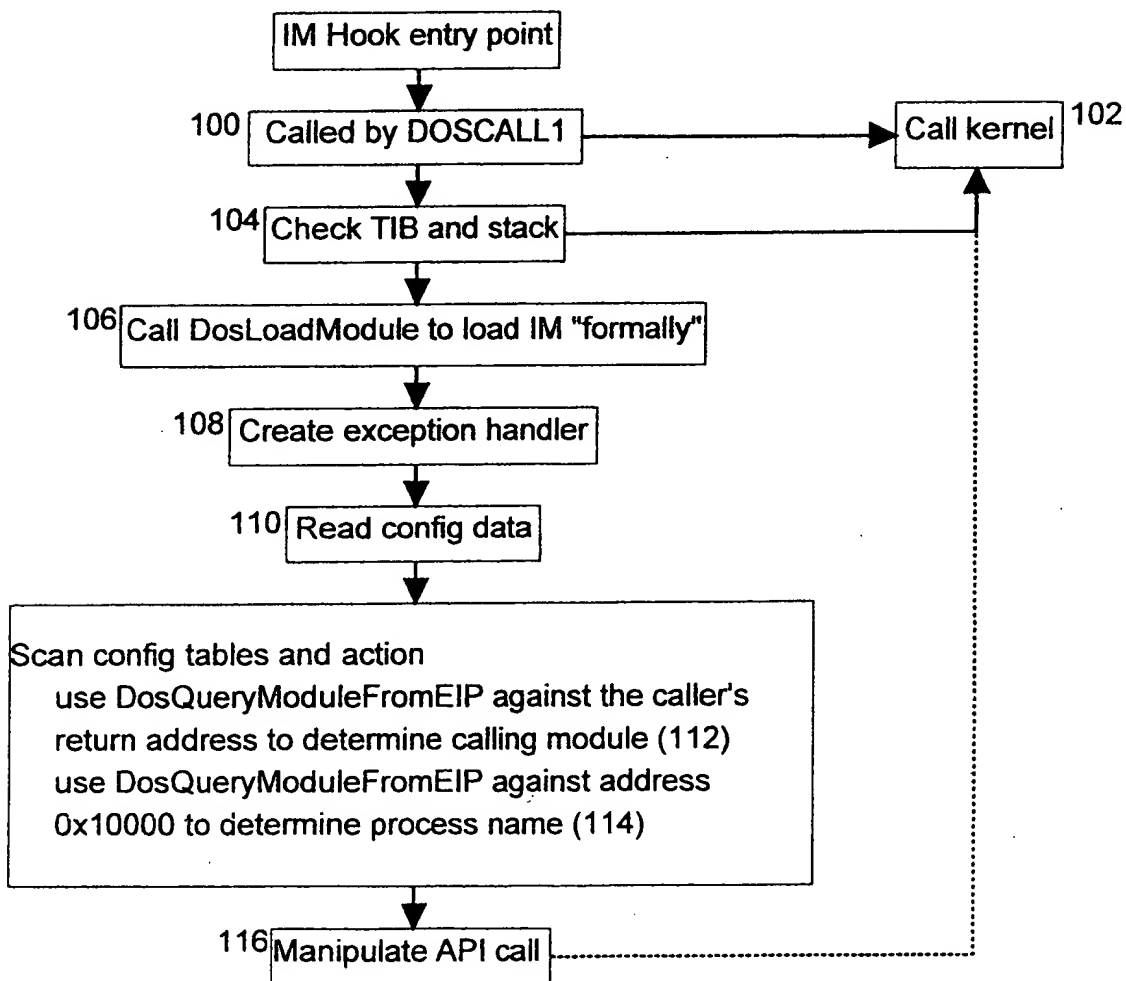 IM Hook entry point
100 Called by DOSCALL1
Call kernel 102
104 Check TIB and stack
106 Call DosLoadModule to load IM "formally"
108 Create exception handler
110 Read config data
Scan config tables and action
use DosQueryModuleFromEIP against the caller's
return address to determine calling module (112)
use DosQueryModuleFromEIP against address
0x10000 to determine process name (114)
116 Manipulate API call